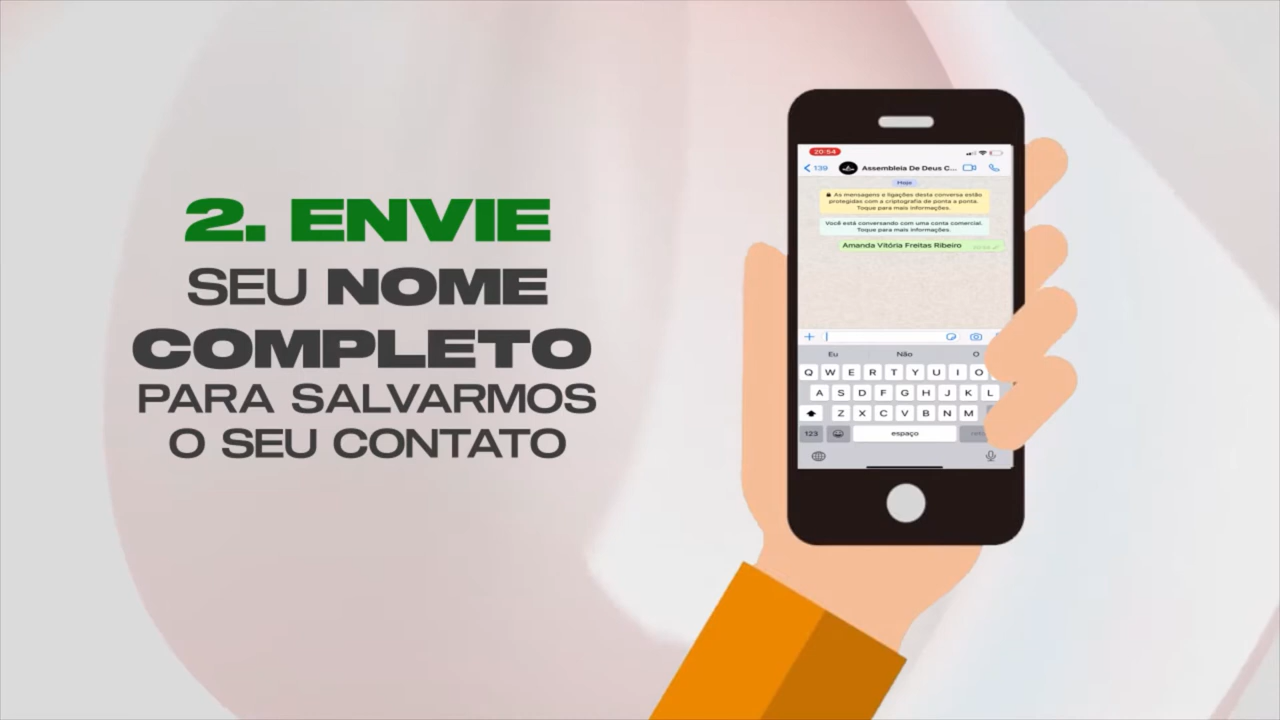 2. ENVIE
SEU NOME
COMPLETO
PARA SALVARMOS
O SEU CONTATO
20:54
139
Assembleia De Deus C...
Hoje
As mensagens e ligações desta conversa estão
protegidas com a criptografia de ponta a ponta.
Toque para mais informações.
Você está conversando com uma conta comercial.
Toque para mais informações.
Amanda Vitória Freitas Ribeiro
Eu Não O
Q W E R T Y U I O
A S D F G H J K L
Z X C V B N M
123 espaço